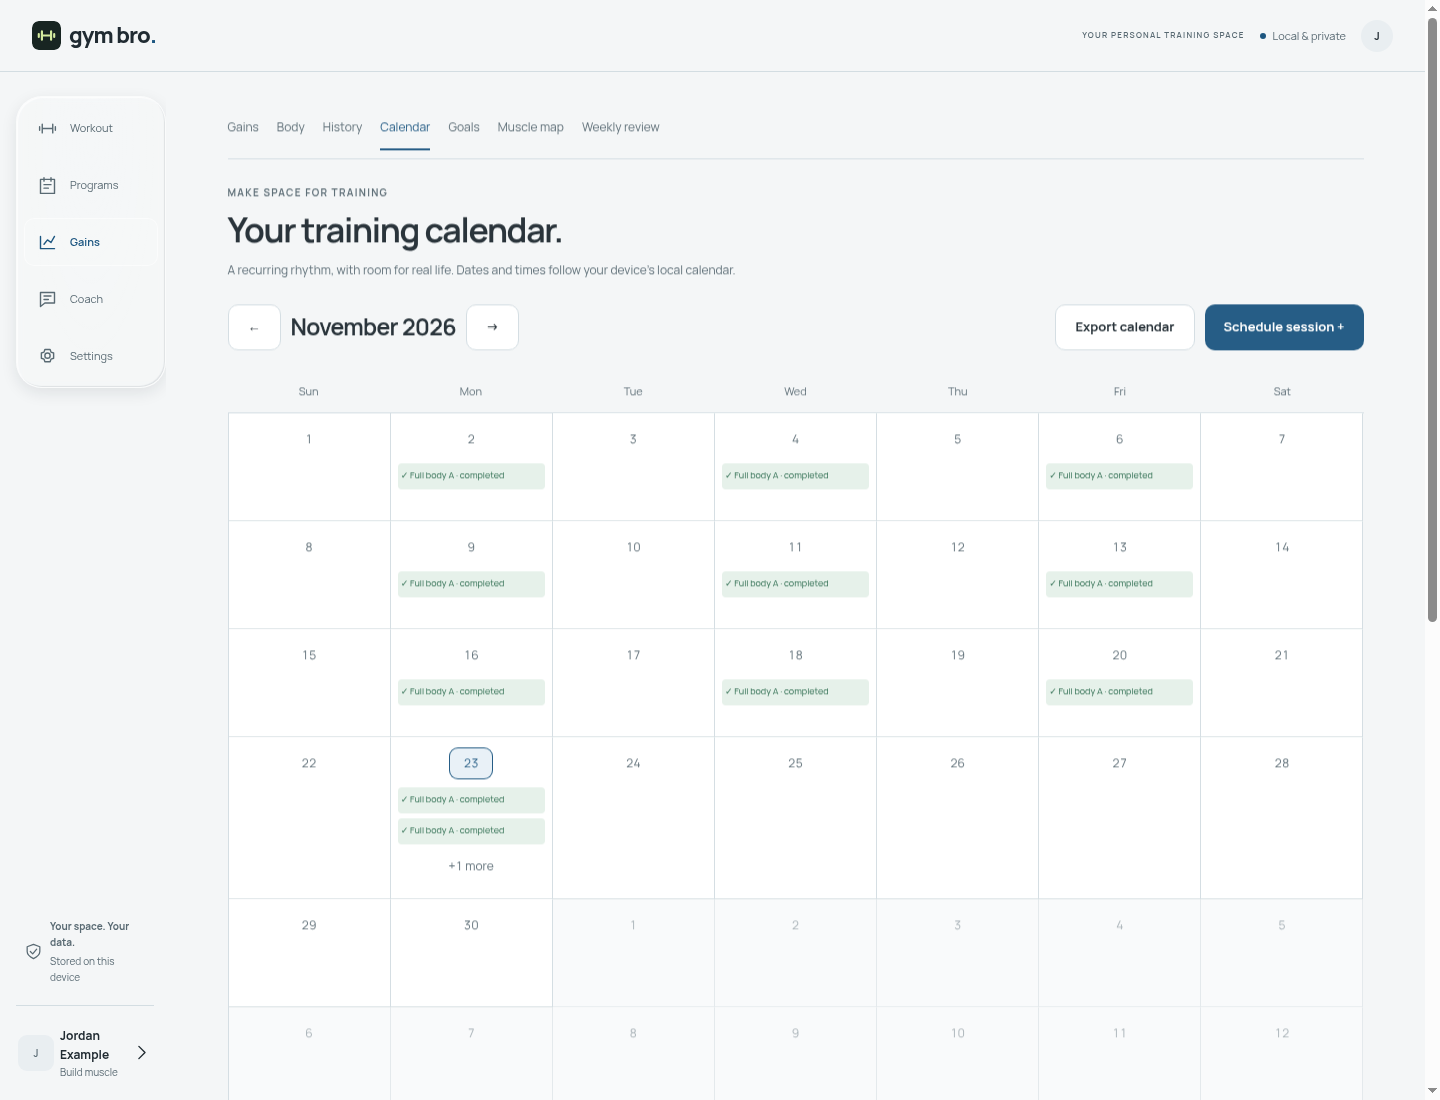 gym bro.
YOUR PERSONAL TRAINING SPACE
Local & private
J
Workout
Programs
Gains
Coach
Settings
Gains Body History Calendar Goals Muscle map Weekly review
MAKE SPACE FOR TRAINING
Your training calendar.
A recurring rhythm, with room for real life. Dates and times follow your device's local calendar.
← November 2026 →
Export calendar
Schedule session +
Sun Mon Tue Wed Thu Fri Sat
1 2 3 4 5 6 7
✓ Full body A · completed ✓ Full body A · completed ✓ Full body A · completed
8 9 10 11 12 13 14
✓ Full body A · completed ✓ Full body A · completed ✓ Full body A · completed
15 16 17 18 19 20 21
✓ Full body A · completed ✓ Full body A · completed ✓ Full body A · completed
22 23 24 25 26 27 28
✓ Full body A · completed
✓ Full body A · completed
+1 more
29 30 1 2 3 4 5
6 7 8 9 10 11 12
Your space. Your
data.
Stored on this
device
J
Jordan
Example
Build muscle